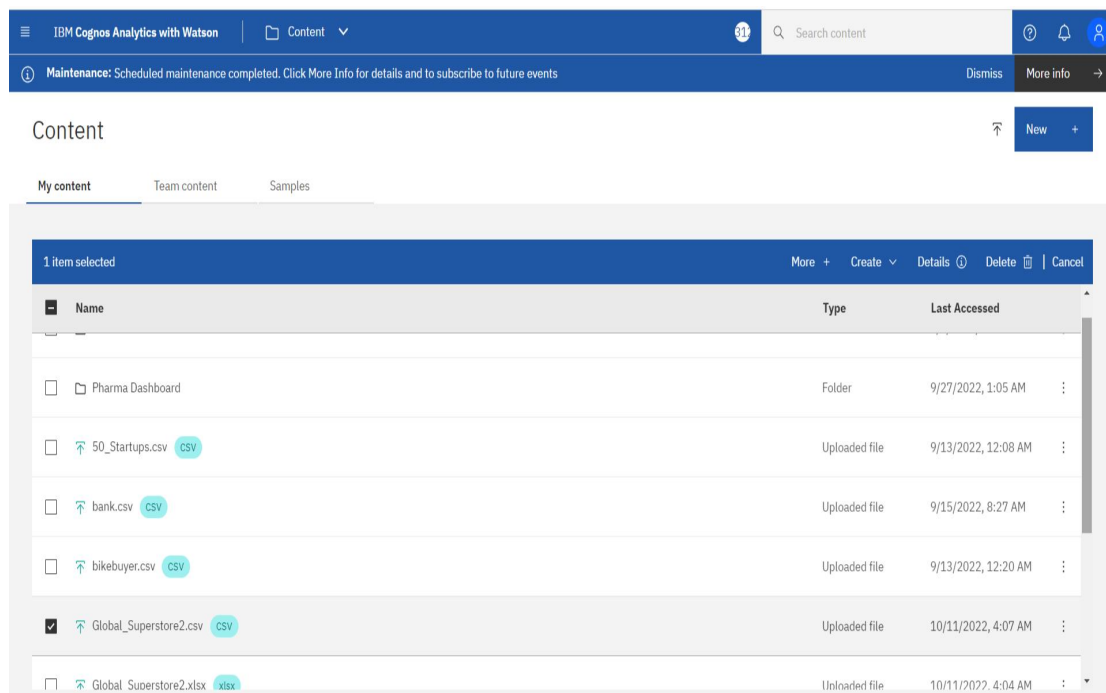 IBM Cognos Analytics with Watson Content Search content
Maintenance: Scheduled maintenance completed. Click More Info for details and to subscribe to future events Dismiss More info
Content New +
My content Team content Samples
1 item selected More + Create Details Delete Cancel
Name Type Last Accessed
Pharma Dashboard Folder 9/27/2022, 1:05 AM
50_Startups.csv CSV Uploaded file 9/13/2022, 12:08 AM
bank.csv CSV Uploaded file 9/15/2022, 8:27 AM
bikebuyer.csv CSV Uploaded file 9/13/2022, 12:20 AM
Global_Superstore2.csv CSV Uploaded file 10/11/2022, 4:07 AM
Global_Superstore2.xlsx xlsx Uploaded file 10/11/2022, 4:04 AM